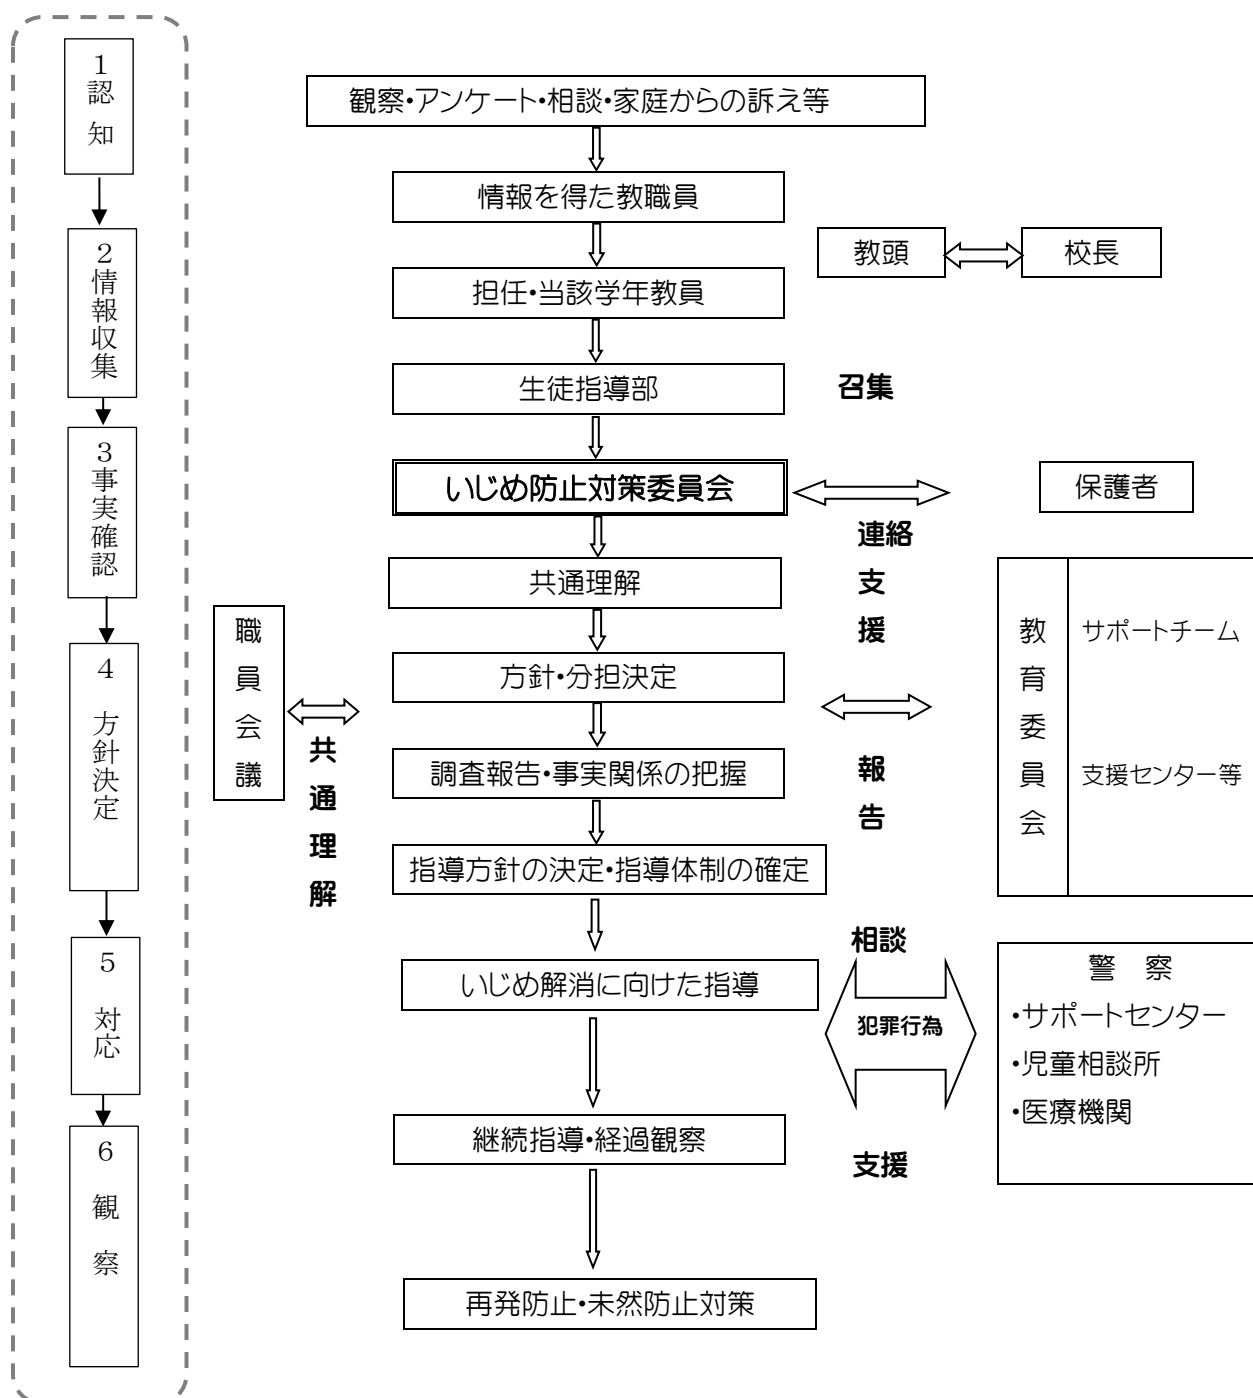 1 認知
2 情報収集
3 事実確認
4 方針決定
5 対応
6 観察
観察・アンケート・相談・家庭からの訴え等
情報を得た教職員
担任・当該学年教員
生徒指導部
いじめ防止対策委員会
共通理解
方針・分担決定
調査報告・事実関係の把握
指導方針の決定・指導体制の確定
いじめ解消に向けた指導
継続指導・経過観察
再発防止・未然防止対策
職員会議
共通理解
教頭
校長
召集
連絡
支援
報告
保護者
教育委員会
サポートチーム
支援センター等
相談
犯罪行為
支援
警 察
・サポートセンター
・児童相談所
・医療機関